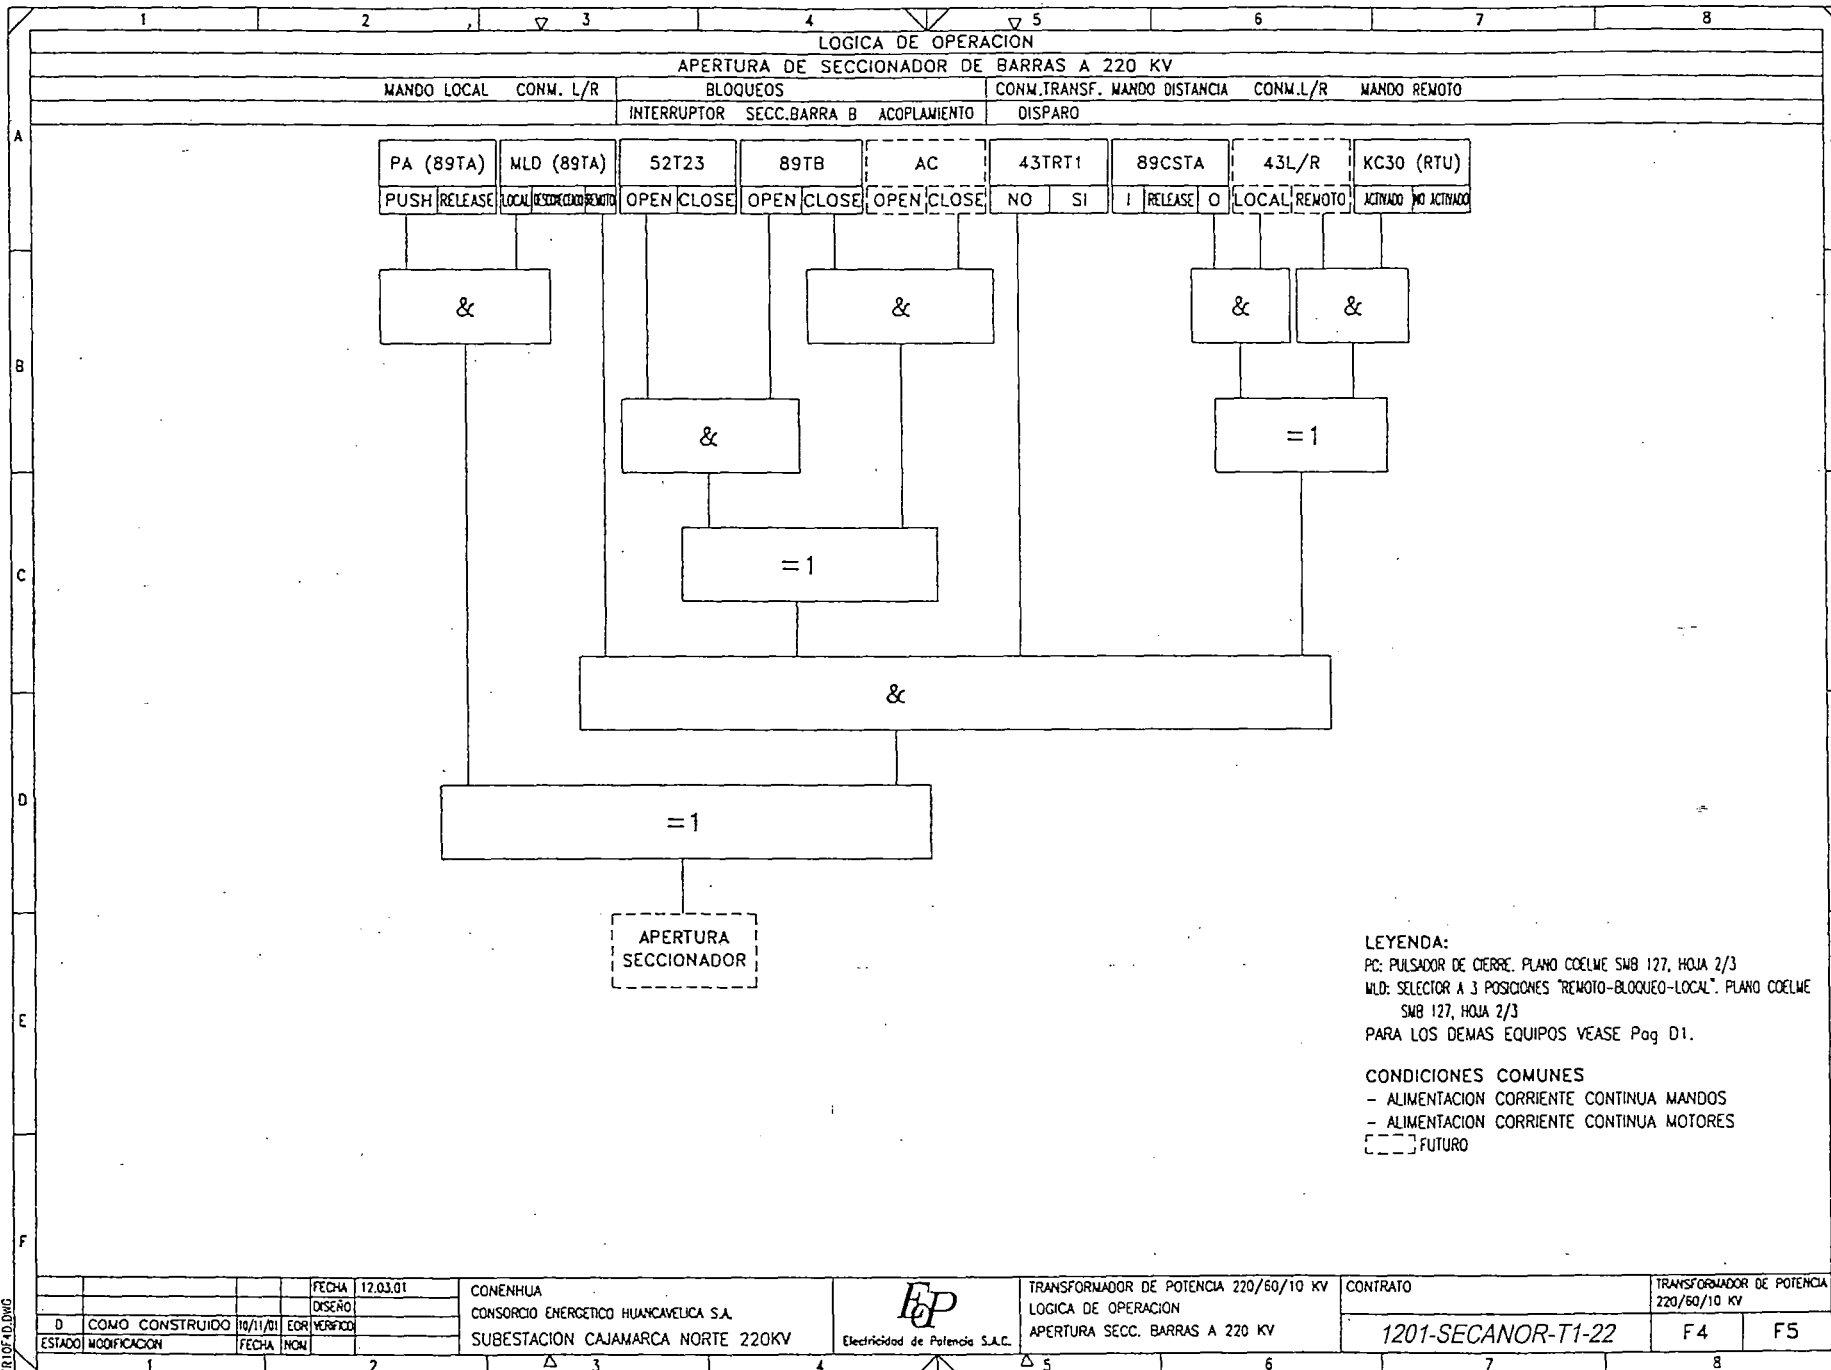 1 2 3 4 5 6 7 8
LOGICA DE OPERACION
APERTURA DE SECCIONADOR DE BARRAS A 220 KV
MANDO LOCAL CONM. L/R BLOQUEOS CONM.TRANSF. MANDO DISTANCIA CONM.L/R MANDO REMOTO
INTERRUPTOR SECC.BARRA B ACOPLAMIENTO DISPARO
A
PA (89TA) MLD (89TA) 52T23 89TB AC 43TRT1 89CSTA 43L/R KC30 (RTU)
PUSH RELEASE LOCAL REMOTO OPEN CLOSE OPEN CLOSE OPEN CLOSE NO SI I RELEASE O LOCAL REMOTO ACTIVADO NO ACTIVADO
& & & &
B
& =1
C
=1
&
D
=1
APERTURA
SECCIONADOR
E
LEYENDA:
PC: PULSADOR DE CIERRE. PLANO COELME SMB 127, HOJA 2/3
MLD: SELECTOR A 3 POSICIONES "REMOTO-BLOQUEO-LOCAL". PLANO COELME
SMB 127, HOJA 2/3
PARA LOS DEMAS EQUIPOS VEASE Pag D1.
CONDICIONES COMUNES
- ALIMENTACION CORRIENTE CONTINUA MANDOS
- ALIMENTACION CORRIENTE CONTINUA MOTORES
FUTURO
F
FECHA 12.03.01
DISEÑO
D COMO CONSTRUIDO 10/11/01 EOR VERIFICO
ESTADO MODIFICACION FECHA NOM
CONENHUA
CONSORCIO ENERGETICO HUANCAVELICA S.A.
SUBESTACION CAJAMARCA NORTE 220KV
EdP
Electricidad de Potencia S.A.C.
TRANSFORMADOR DE POTENCIA 220/60/10 KV
LOGICA DE OPERACION
APERTURA SECC. BARRAS A 220 KV
CONTRATO
1201-SECANOR-T1-22
TRANSFORMADOR DE POTENCIA
220/60/10 KV
F4 F5
1 2 3 4 5 6 7 8